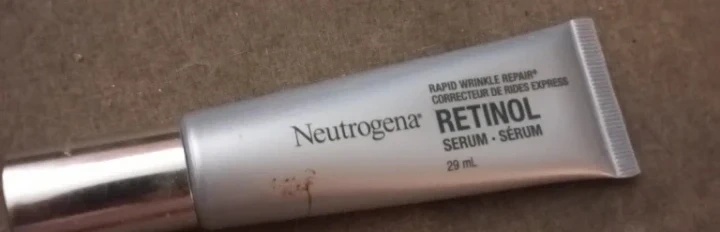 Neutrogena®
RAPID WRINKLE REPAIR®
CORRECTEUR DE RIDES EXPRESS
RETINOL
SERUM • SÉRUM
29 mL